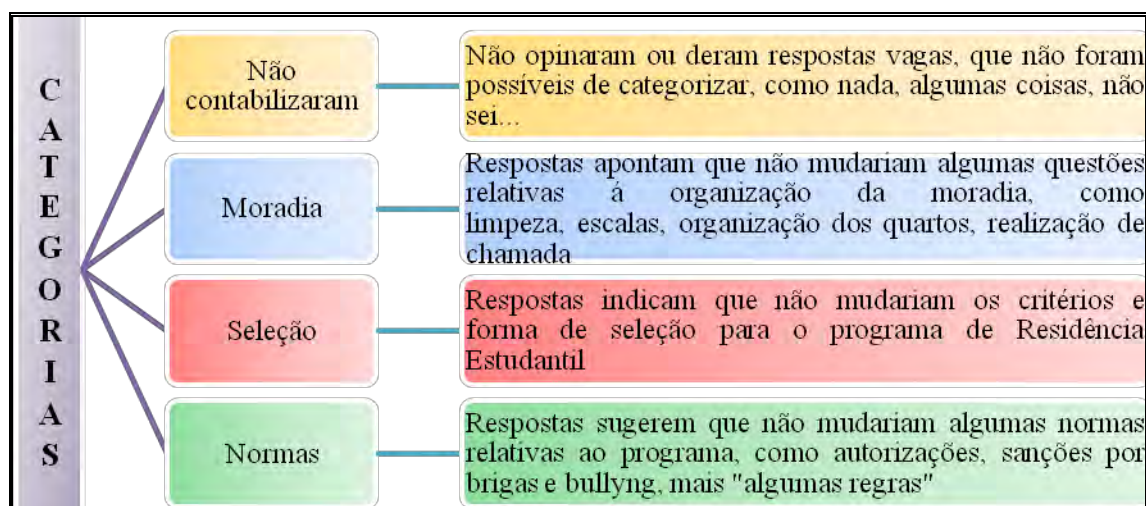 CATEGORIAS
Não
contabilizaram
Não opinaram ou deram respostas vagas, que não foram
possíveis de categorizar, como nada, algumas coisas, não
sei...
Moradia
Respostas apontam que não mudariam algumas questões
relativas á organização da moradia, como
limpeza, escalas, organização dos quartos, realização de
chamada
Seleção
Respostas indicam que não mudariam os critérios e
forma de seleção para o programa de Residência
Estudantil
Normas
Respostas sugerem que não mudariam algumas normas
relativas ao programa, como autorizações, sanções por
brigas e bullyng, mais "algumas regras"